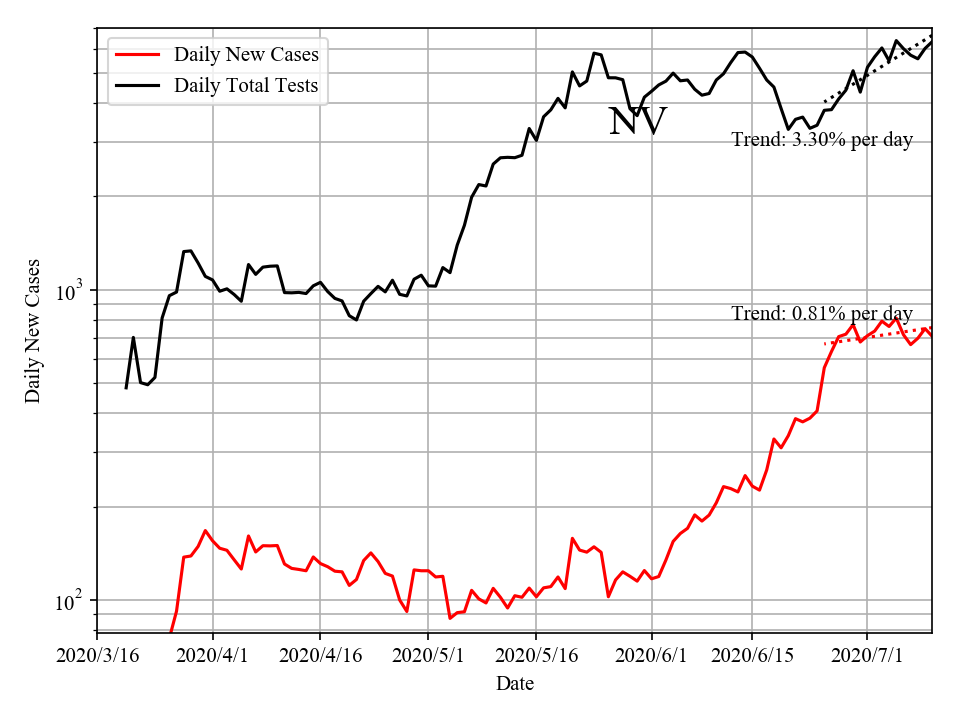 Daily New Cases
Daily Total Tests
NV
Trend: 3.30% per day
Trend: 0.81% per day
Daily New Cases
10³
10²
2020/3/16
2020/4/1
2020/4/16
2020/5/1
2020/5/16
2020/6/1
2020/6/15
2020/7/1
Date